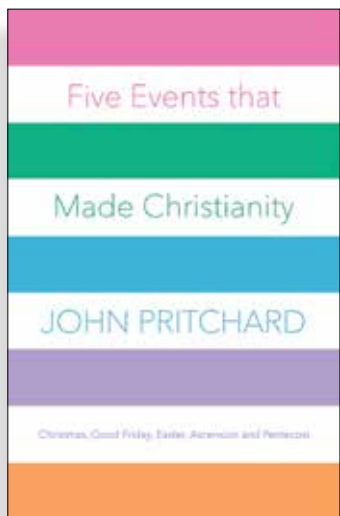 Five Events that
Made Christianity
JOHN PRITCHARD
Christmas, Good Friday, Easter, Ascension and Pentecost